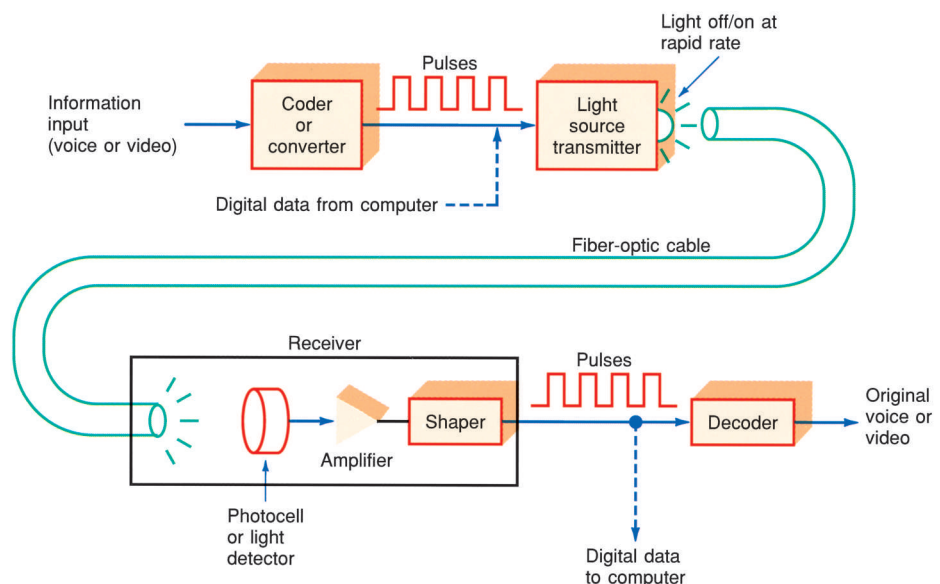 Light off/on at
rapid rate
Pulses
Information
input
(voice or video)
Coder
or
converter
Light
source
transmitter
Digital data from computer
Fiber-optic cable
Receiver
Pulses
Shaper
Amplifier
Decoder
Original
voice or
video
Photocell
or light
detector
Digital data
to computer